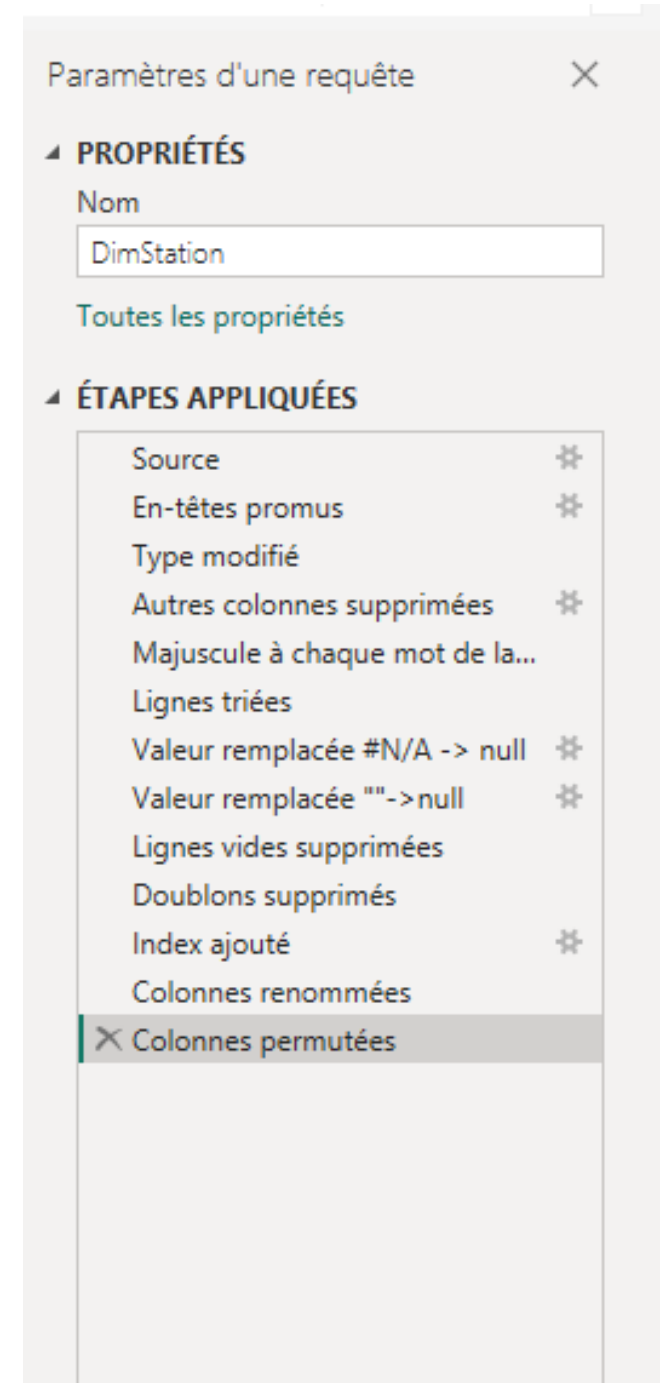 Paramètres d'une requête
PROPRIÉTÉS
Nom
DimStation
Toutes les propriétés
ÉTAPES APPLIQUÉES
Source
En-têtes promus
Type modifié
Autres colonnes supprimées
Majuscule à chaque mot de la...
Lignes triées
Valeur remplacée #N/A -> null
Valeur remplacée ""->null
Lignes vides supprimées
Doublons supprimés
Index ajouté
Colonnes renommées
Colonnes permutées